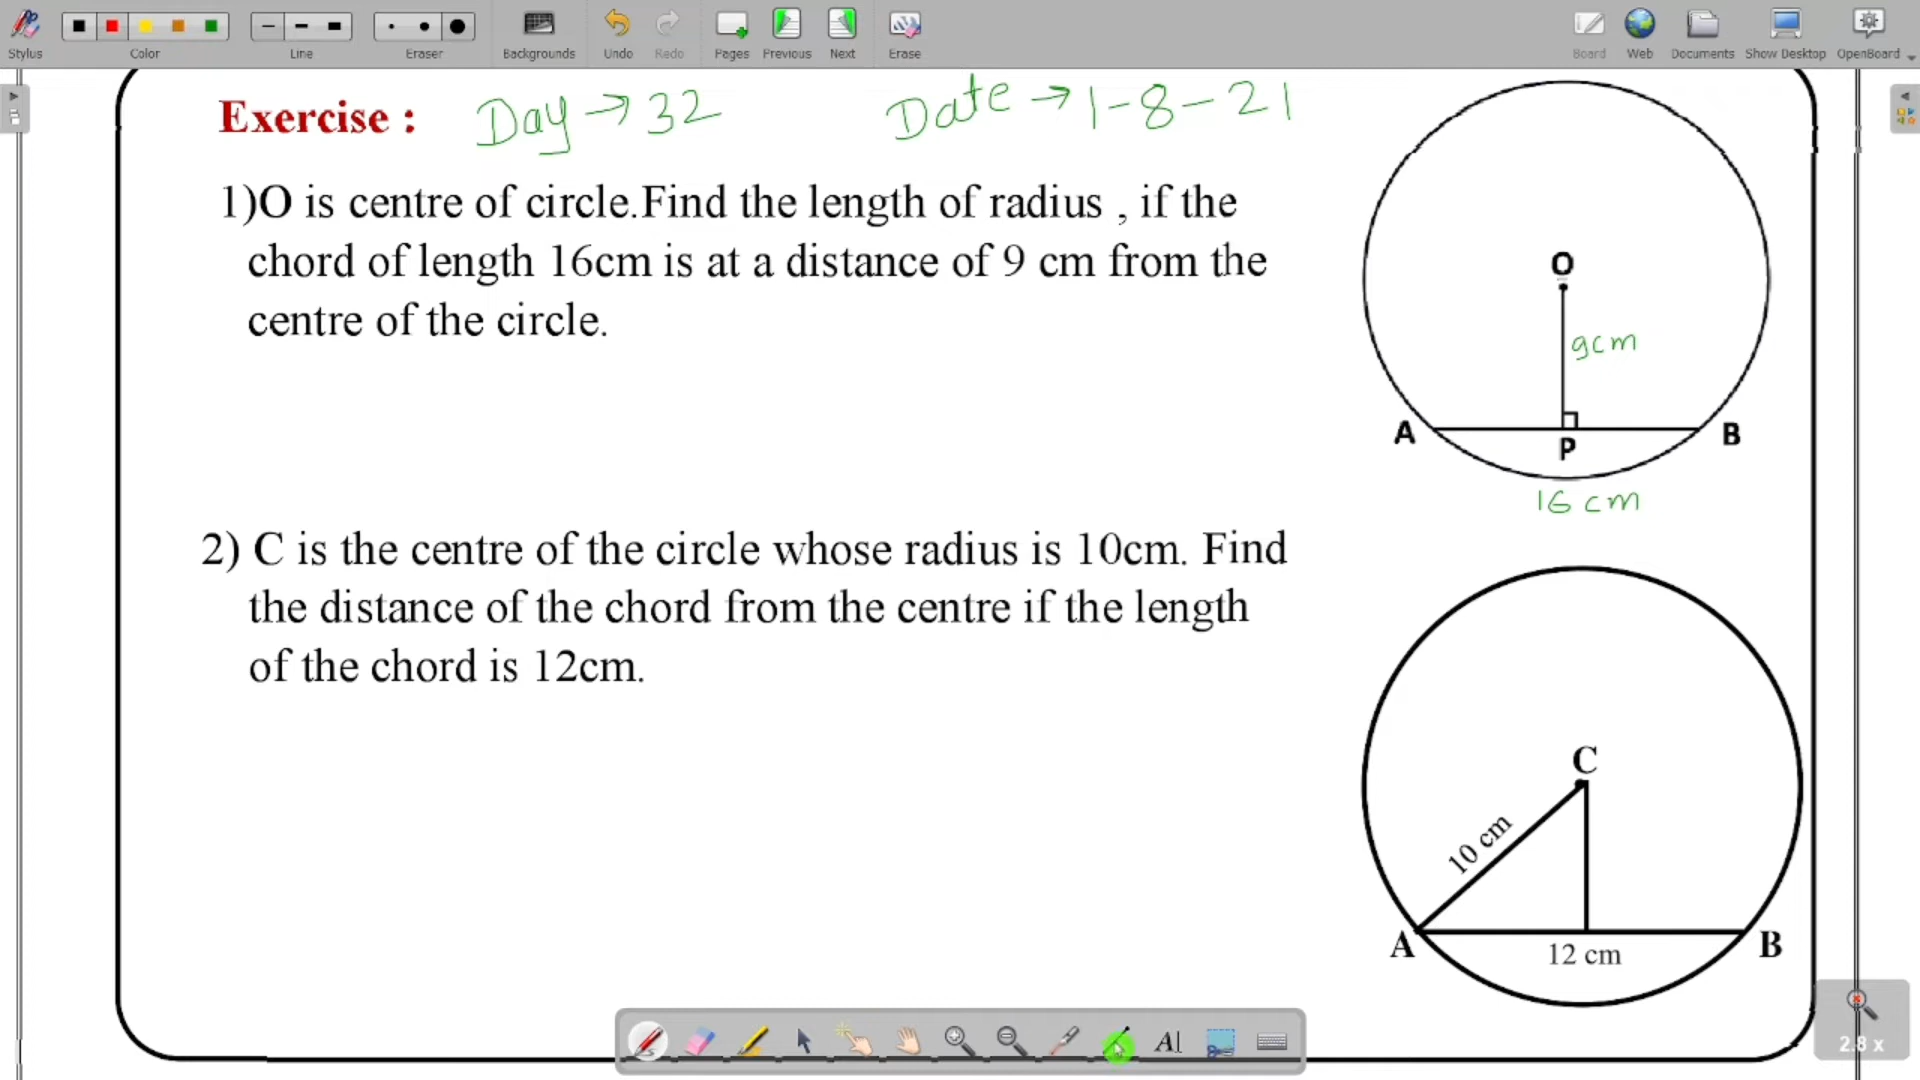 Stylus Color Line Eraser Backgrounds Undo Redo Pages Previous Next Erase Board Web Documents Show Desktop OpenBoard
Exercise : Day → 32 Date → 1-8-21
1)O is centre of circle.Find the length of radius , if the
chord of length 16cm is at a distance of 9 cm from the
centre of the circle.
O
9cm
A B
P
16 cm
2) C is the centre of the circle whose radius is 10cm. Find
the distance of the chord from the centre if the length
of the chord is 12cm.
C
10 cm
A B
12 cm
AI
2.8 x